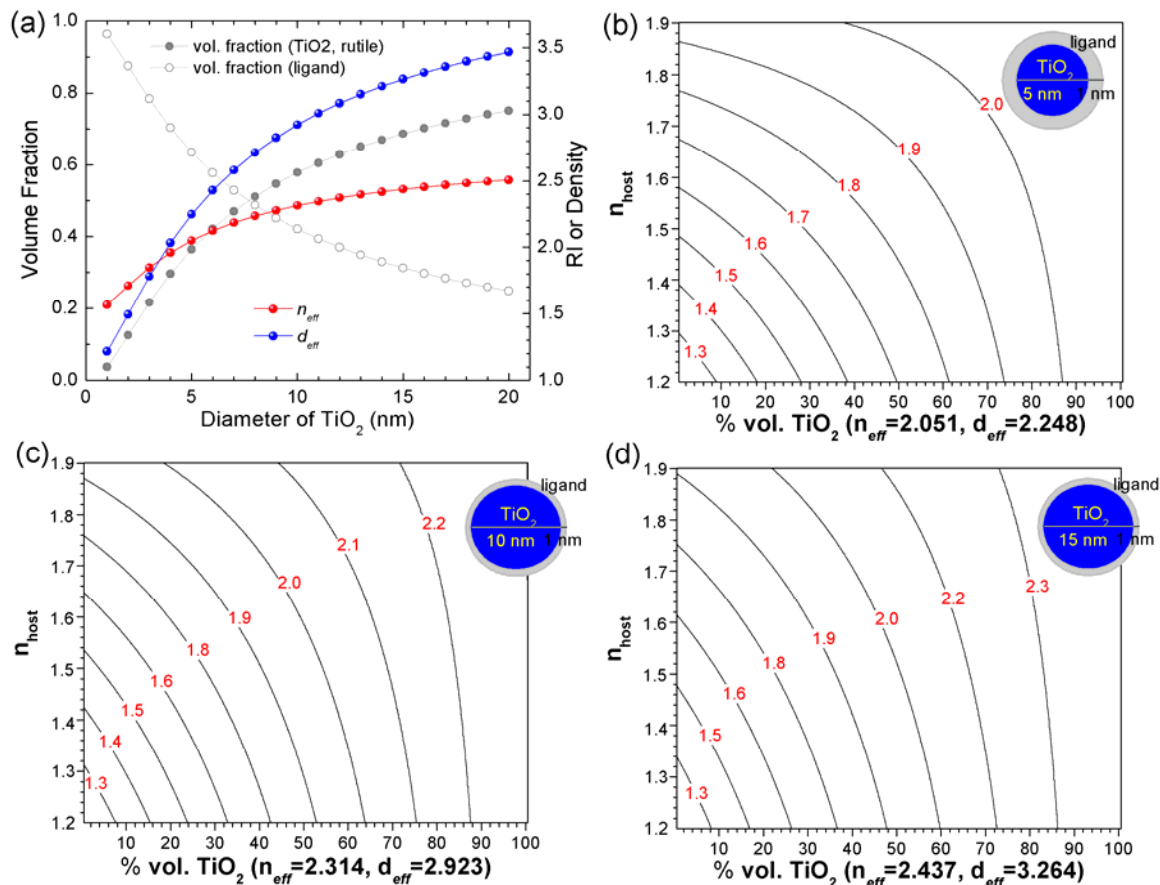 (a)
1.0
0.8
0.6
0.4
0.2
0.0
Volume Fraction
vol. fraction (TiO2, rutile)
vol. fraction (ligand)
n_eff
d_eff
3.5
3.0
2.5
2.0
1.5
1.0
RI or Density
0 5 10 15 20
Diameter of TiO₂ (nm)
(b)
1.9
1.8
1.7
1.6
1.5
1.4
1.3
1.2
n_host
ligand
TiO₂
5 nm 1 nm
2.0
1.9
1.8
1.7
1.6
1.5
1.4
1.3
10 20 30 40 50 60 70 80 90 100
% vol. TiO₂ (n_eff=2.051, d_eff=2.248)
(c)
1.9
1.8
1.7
1.6
1.5
1.4
1.3
1.2
n_host
ligand
TiO₂
10 nm 1 nm
2.2
2.1
2.0
1.9
1.8
1.6
1.5
1.4
1.3
10 20 30 40 50 60 70 80 90 100
% vol. TiO₂ (n_eff=2.314, d_eff=2.923)
(d)
1.9
1.8
1.7
1.6
1.5
1.4
1.3
1.2
n_host
ligand
TiO₂
15 nm 1 nm
2.3
2.2
2.0
1.9
1.8
1.6
1.5
1.3
10 20 30 40 50 60 70 80 90 100
% vol. TiO₂ (n_eff=2.437, d_eff=3.264)